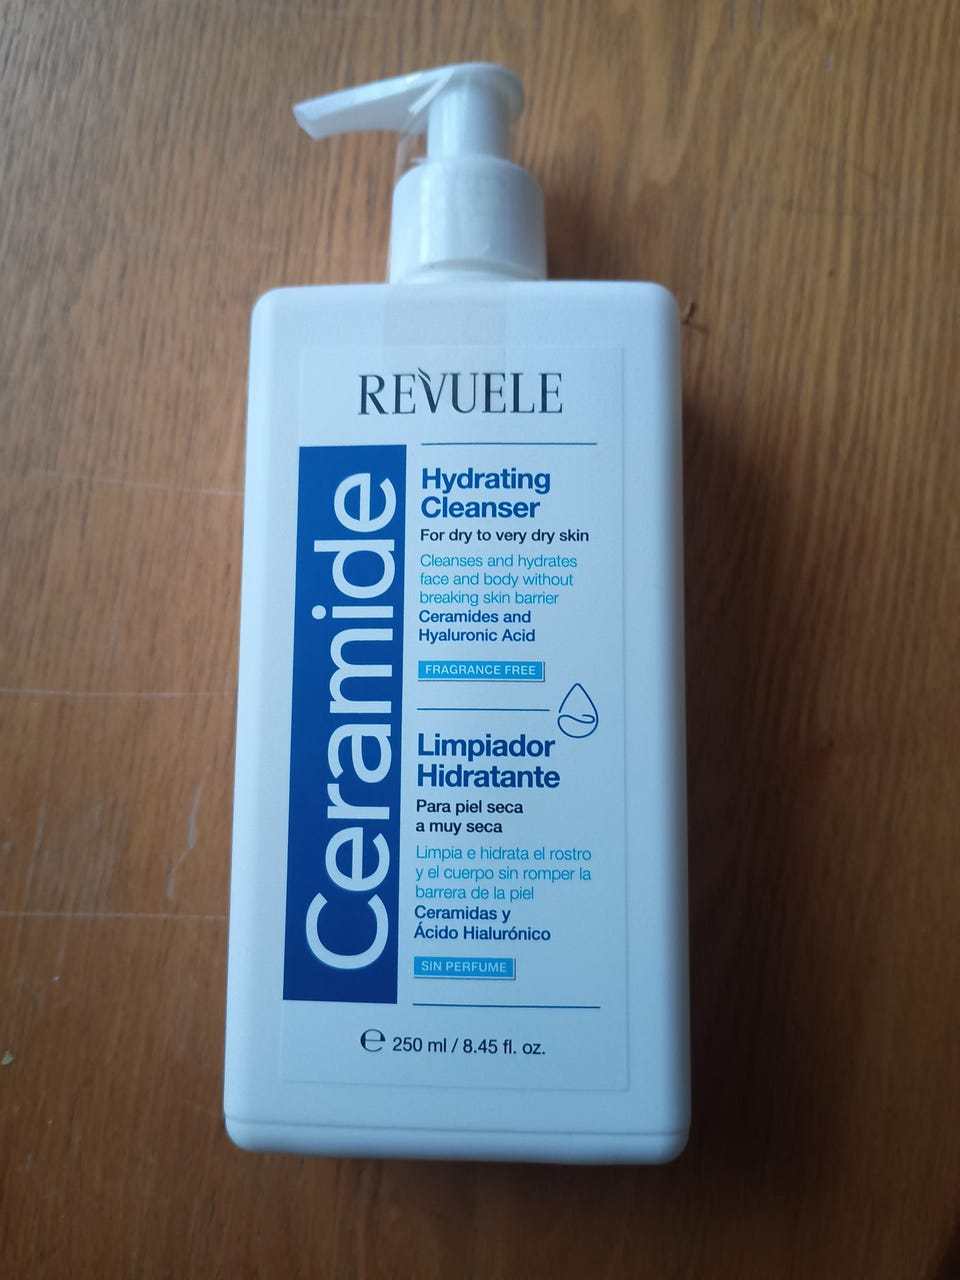 REVUELE
Ceramide
Hydrating
Cleanser
For dry to very dry skin
Cleanses and hydrates
face and body without
breaking skin barrier
Ceramides and
Hyaluronic Acid
FRAGRANCE FREE
Limpiador
Hidratante
Para piel seca
a muy seca
Limpia e hidrata el rostro
y el cuerpo sin romper la
barrera de la piel
Ceramidas y
Ácido Hialurónico
SIN PERFUME
℮ 250 ml / 8.45 fl. oz.